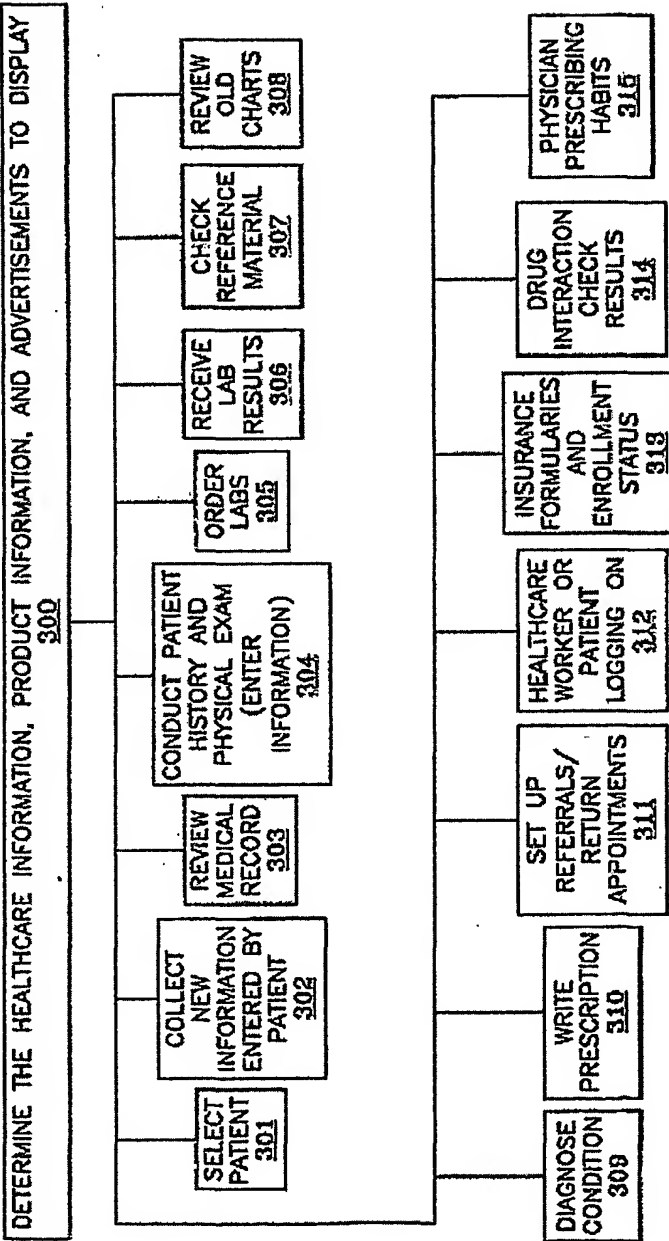 DETERMINE THE HEALTHCARE INFORMATION, PRODUCT INFORMATION, AND ADVERTISEMENTS TO DISPLAY
300
SELECT
PATIENT
301
COLLECT
NEW
INFORMATION
ENTERED BY
PATIENT
302
REVIEW
MEDICAL
RECORD
303
CONDUCT PATIENT
HISTORY AND
PHYSICAL EXAM
(ENTER
INFORMATION)
304
ORDER
LABS
305
RECEIVE
LAB
RESULTS
306
CHECK
REFERENCE
MATERIAL
307
REVIEW
OLD
CHARTS
308
DIAGNOSE
CONDITION
309
WRITE
PRESCRIPTION
310
SET UP
REFERRALS/
RETURN
APPOINTMENTS
311
HEALTHCARE
WORKER OR
PATIENT
LOGGING ON
312
INSURANCE
FORMULARIES
AND
ENROLLMENT
STATUS
313
DRUG
INTERACTION
CHECK
RESULTS
314
PHYSICIAN
PRESCRIBING
HABITS
315